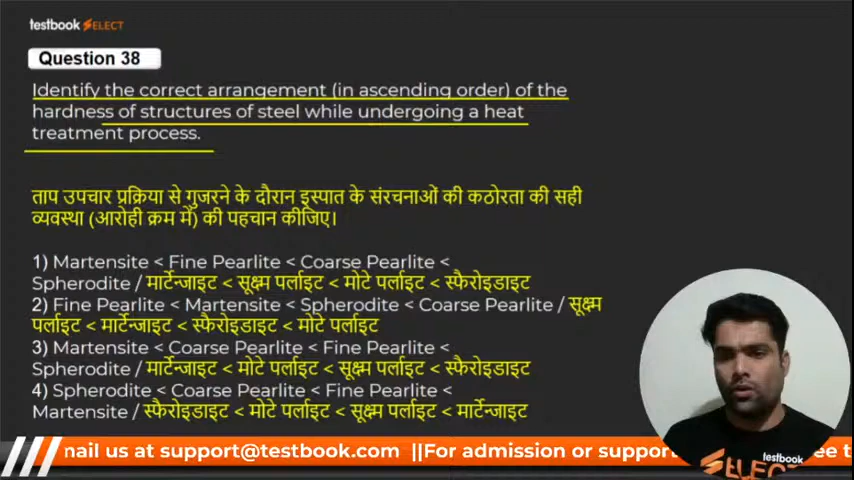 testbook SELECT
Question 38
Identify the correct arrangement (in ascending order) of the
hardness of structures of steel while undergoing a heat
treatment process.
ताप उपचार प्रक्रिया से गुजरने के दौरान इस्पात के संरचनाओं की कठोरता की सही
व्यवस्था (आरोही क्रम में) की पहचान कीजिए।
1) Martensite < Fine Pearlite < Coarse Pearlite <
Spherodite / मार्टेन्जाइट < सूक्ष्म पर्लाइट < मोटे पर्लाइट < स्फैरोइडाइट
2) Fine Pearlite < Martensite < Spherodite < Coarse Pearlite / सूक्ष्म
पर्लाइट < मार्टेन्जाइट < स्फैरोइडाइट < मोटे पर्लाइट
3) Martensite < Coarse Pearlite < Fine Pearlite <
Spherodite / मार्टेन्जाइट < मोटे पर्लाइट < सूक्ष्म पर्लाइट < स्फैरोइडाइट
4) Spherodite < Coarse Pearlite < Fine Pearlite <
Martensite / स्फैरोइडाइट < मोटे पर्लाइट < सूक्ष्म पर्लाइट < मार्टेन्जाइट
testbook
SELECT
nail us at support@testbook.com ||For admission or suppor